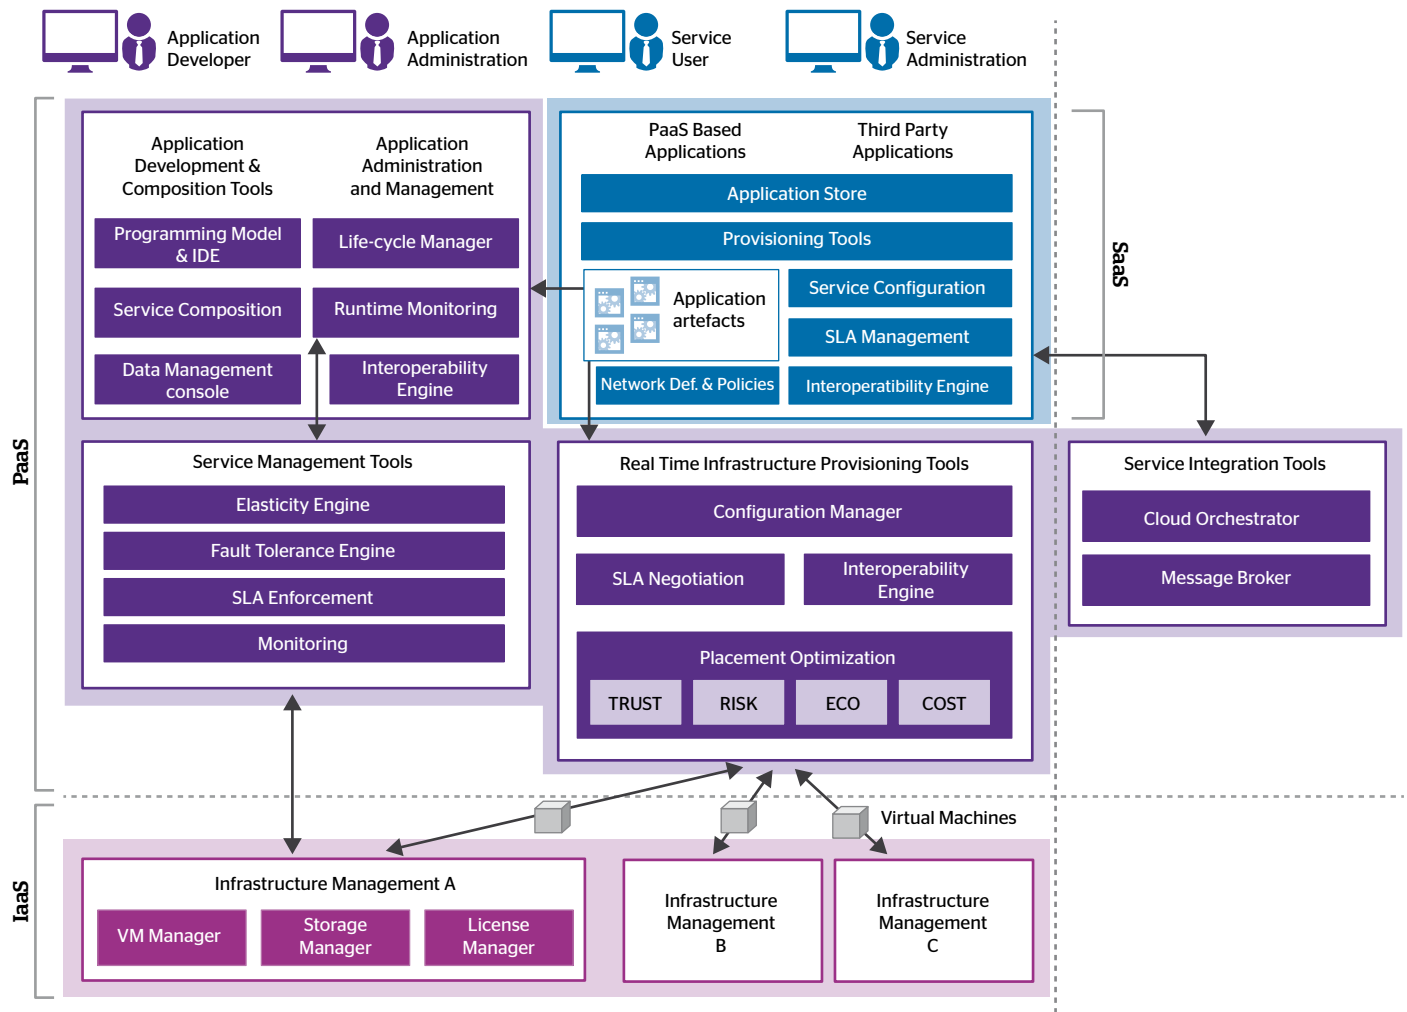 Application
Developer
Application
Administration
Service
User
Service
Administration
PaaS
SaaS
IaaS
Application
Development &
Composition Tools
Application
Administration
and Management
Programming Model
& IDE
Life-cycle Manager
Service Composition
Runtime Monitoring
Data Management
console
Interoperability
Engine
PaaS Based
Applications
Third Party
Applications
Application Store
Provisioning Tools
Application
artefacts
Service Configuration
SLA Management
Network Def. & Policies
Interoperatibility Engine
Service Management Tools
Elasticity Engine
Fault Tolerance Engine
SLA Enforcement
Monitoring
Real Time Infrastructure Provisioning Tools
Configuration Manager
SLA Negotiation
Interoperability
Engine
Placement Optimization
TRUST
RISK
ECO
COST
Service Integration Tools
Cloud Orchestrator
Message Broker
Virtual Machines
Infrastructure Management A
VM Manager
Storage
Manager
License
Manager
Infrastructure
Management
B
Infrastructure
Management
C